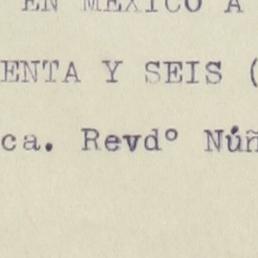 EN MEXICO A
ENTA Y SEIS (
ca. Revdº Núñ